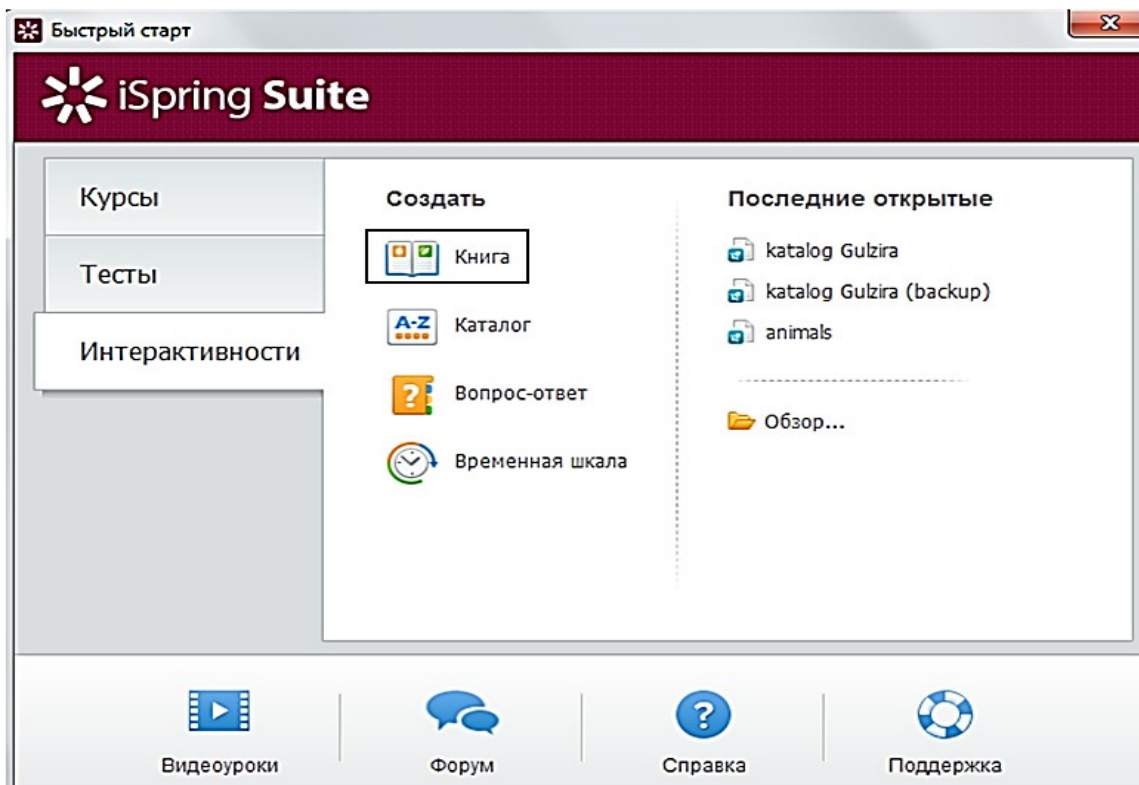 Быстрый старт
iSpring Suite
Курсы
Тесты
Интерактивности
Создать
Книга
A-Z
Каталог
Вопрос-ответ
Временная шкала
Последние открытые
katalog Gulzira
katalog Gulzira (backup)
animals
Обзор...
Видеоуроки
Форум
Справка
Поддержка